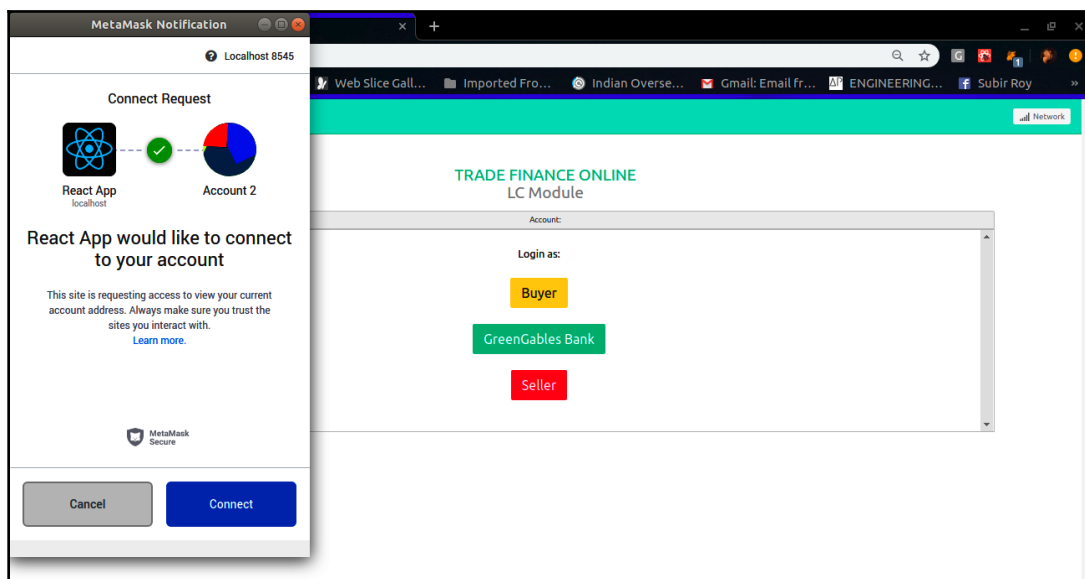 MetaMask Notification
Localhost 8545
Connect Request
React App
localhost
Account 2
React App would like to connect
to your account
This site is requesting access to view your current
account address. Always make sure you trust the
sites you interact with.
Learn more.
MetaMask
Secure
Cancel
Connect
Web Slice Gall...
Imported Fro...
Indian Overse...
Gmail: Email fr...
ENGINEERING...
Subir Roy
»
Network
TRADE FINANCE ONLINE
LC Module
Account:
Login as:
Buyer
GreenGables Bank
Seller